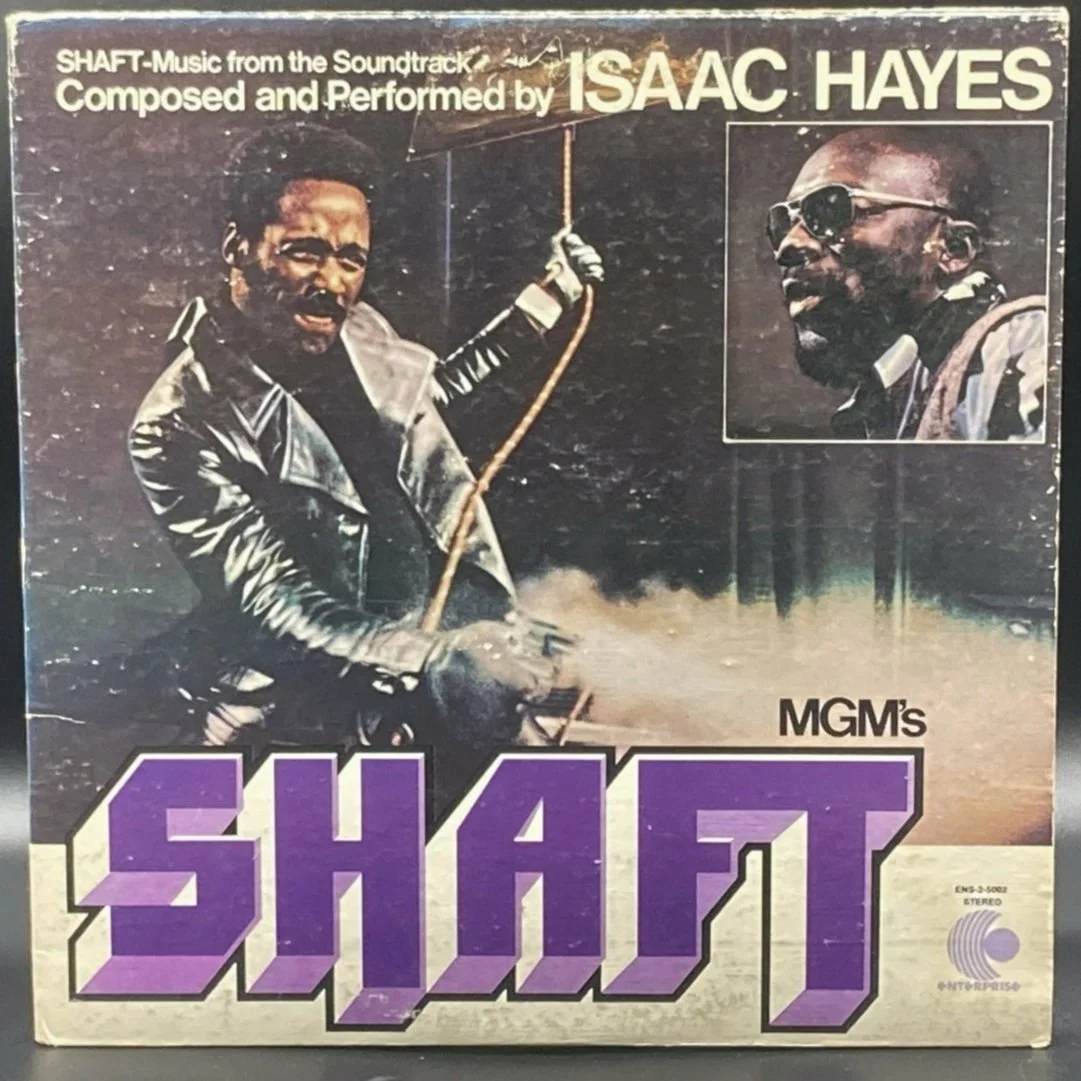 SHAFT-Music from the Soundtrack
Composed and Performed by ISAAC HAYES
MGM's
SHAFT
ENS-2-5002
STEREO
ENTERPRISE